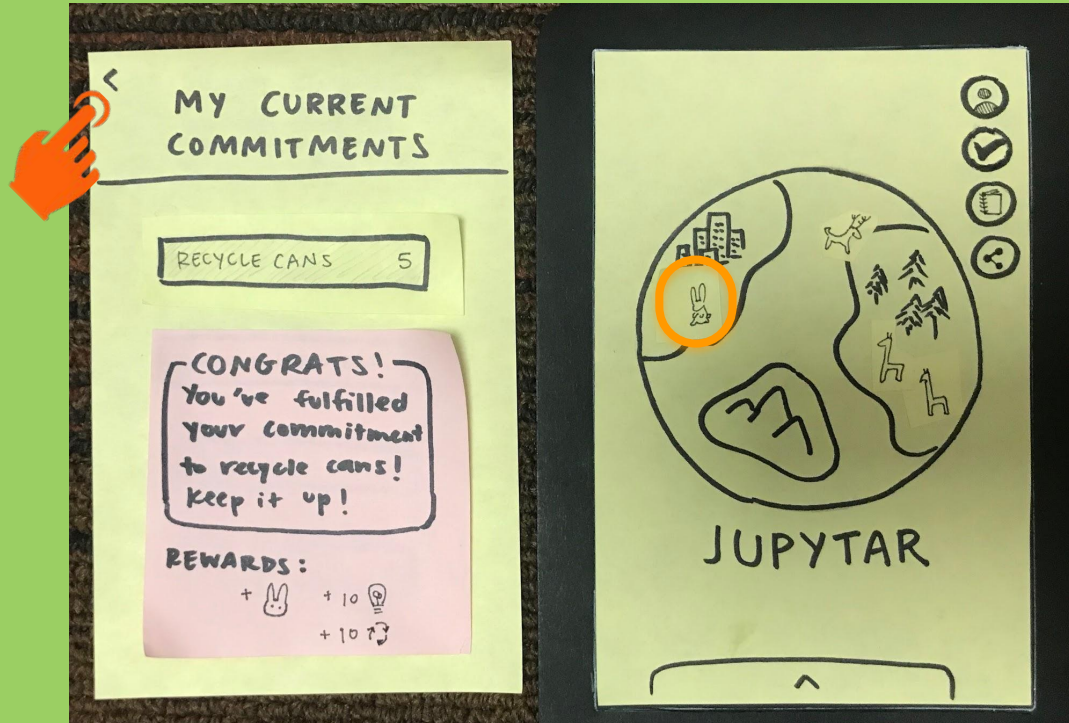 MY CURRENT
COMMITMENTS
RECYCLE CANS 5
CONGRATS!
You've fulfilled
your commitment
to recycle cans!
Keep it up!
REWARDS:
+ + 10
+ 10
JUPYTAR